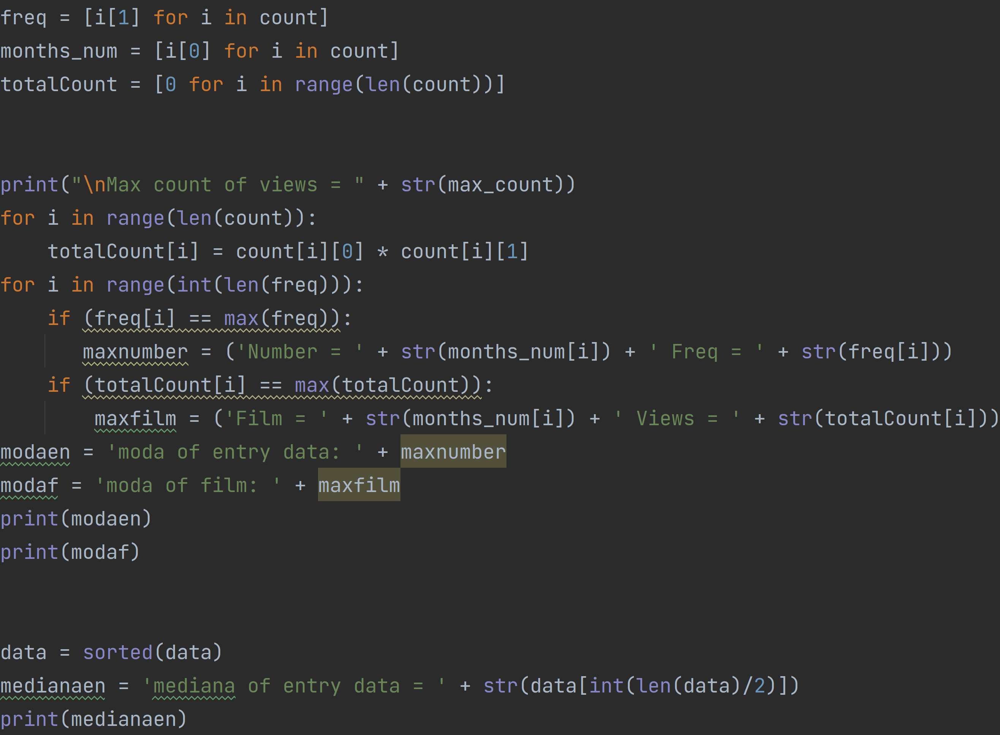 freq = [i[1] for i in count]
months_num = [i[0] for i in count]
totalCount = [0 for i in range(len(count))]
print("\nMax count of views = " + str(max_count))
for i in range(len(count)):
    totalCount[i] = count[i][0] * count[i][1]
for i in range(int(len(freq))):
    if (freq[i] == max(freq)):
       maxnumber = ('Number = ' + str(months_num[i]) + ' Freq = ' + str(freq[i]))
    if (totalCount[i] == max(totalCount)):
        maxfilm = ('Film = ' + str(months_num[i]) + ' Views = ' + str(totalCount[i]))
modaen = 'moda of entry data: ' + maxnumber
modaf = 'moda of film: ' + maxfilm
print(modaen)
print(modaf)
data = sorted(data)
medianaen = 'mediana of entry data = ' + str(data[int(len(data)/2)])
print(medianaen)